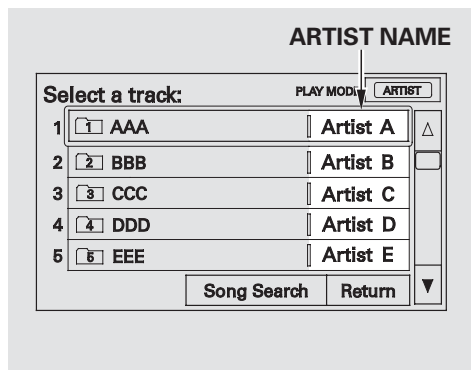 ARTIST NAME
Select a track: PLAY MODE ARTIST
1 1 AAA Artist A
2 2 BBB Artist B
3 3 CCC Artist C
4 4 DDD Artist D
5 5 EEE Artist E
Song Search Return